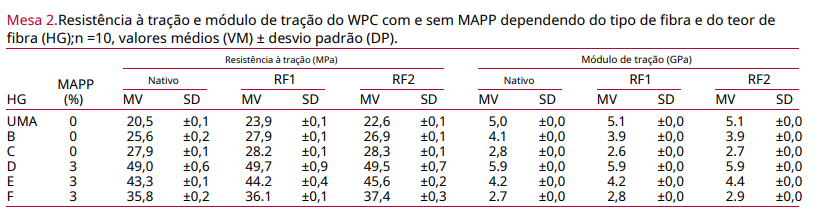 Mesa 2.Resistência à tração e módulo de tração do WPC com e sem MAPP dependendo do tipo de fibra e do teor de
fibra (HG);n =10, valores médios (VM) ± desvio padrão (DP).
Resistência à tração (MPa) Módulo de tração (GPa)
MAPP Nativo RF1 RF2 Nativo RF1 RF2
HG (%) MV SD MV SD MV SD MV SD MV SD MV SD
UMA 0 20,5 ±0,1 23,9 ±0,1 22,6 ±0,1 5,0 ±0,0 5.1 ±0,0 5.1 ±0,0
B 0 25,6 ±0,2 27,9 ±0,1 26,9 ±0,1 4.1 ±0,0 3.9 ±0,0 3.9 ±0,0
C 0 27,9 ±0,1 28.2 ±0,1 28,3 ±0,1 2,8 ±0,0 2.6 ±0,0 2.7 ±0,0
D 3 49,0 ±0,6 49,7 ±0,9 49,5 ±0,7 5.9 ±0,0 5.9 ±0,0 5.9 ±0,0
E 3 43,3 ±0,1 44.2 ±0,4 45,6 ±0,2 4.2 ±0,0 4.2 ±0,0 4.4 ±0,0
F 3 35,8 ±0,2 36.1 ±0,1 37,4 ±0,3 2.7 ±0,0 2,8 ±0,0 2.9 ±0,0